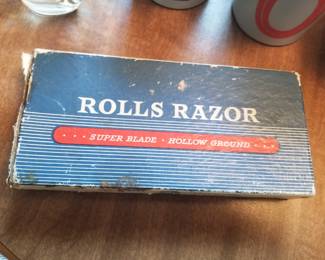 ROLLS RAZOR
· · · SUPER BLADE · HOLLOW GROUND · · ·